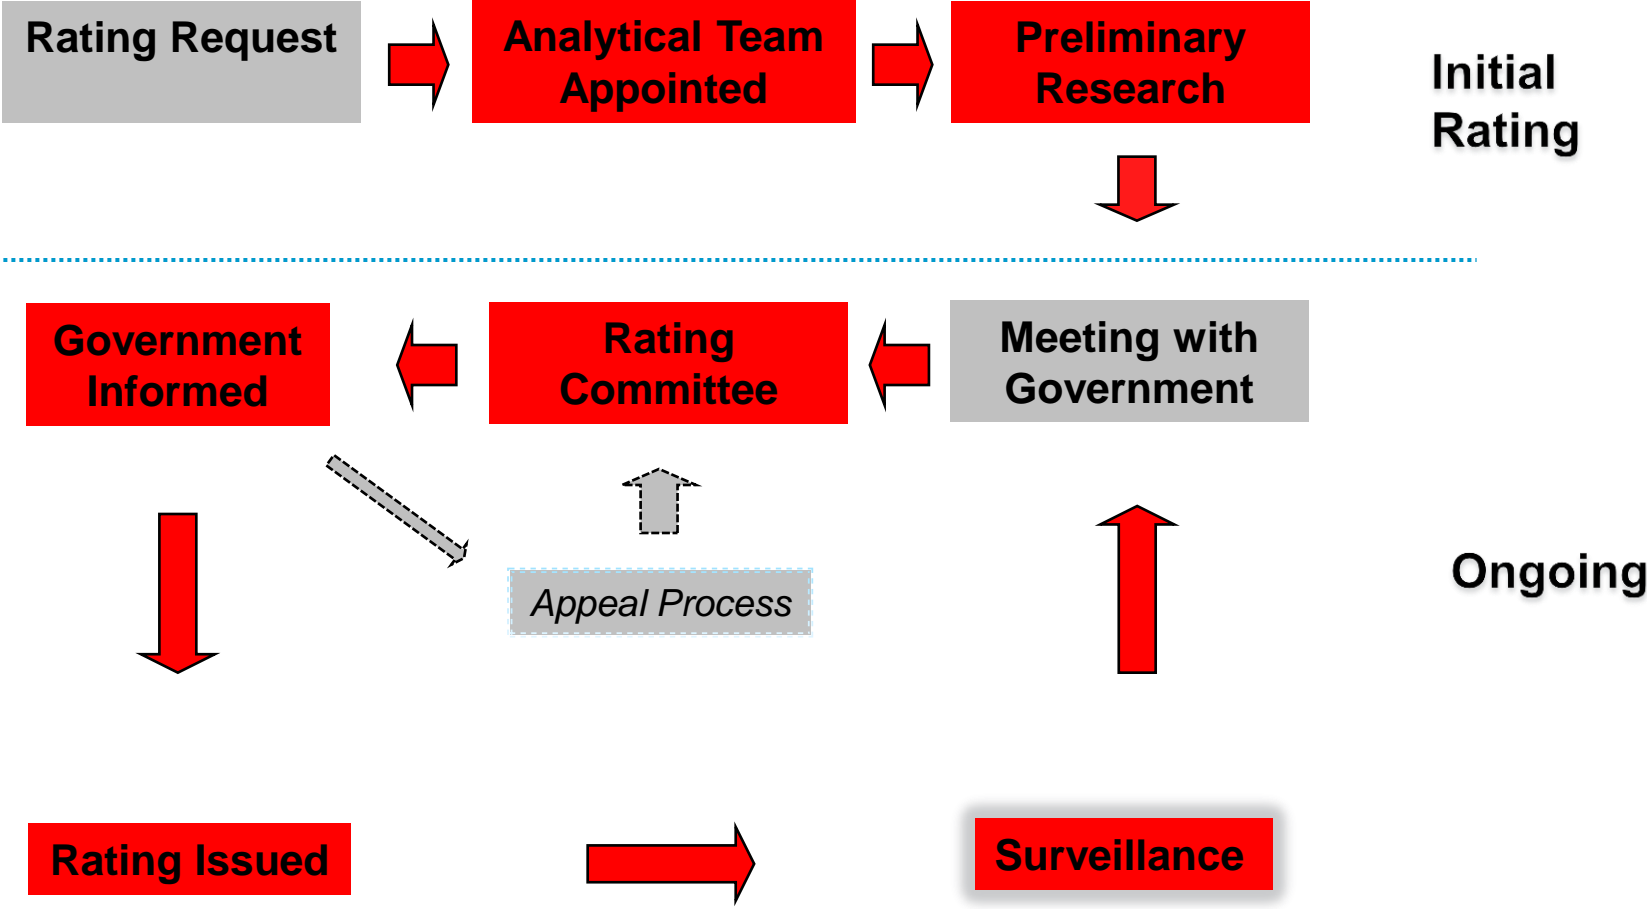 Rating Request
Analytical Team
Appointed
Preliminary
Research
Initial
Rating
Government
Informed
Rating
Committee
Meeting with
Government
Appeal Process
Ongoing
Rating Issued
Surveillance